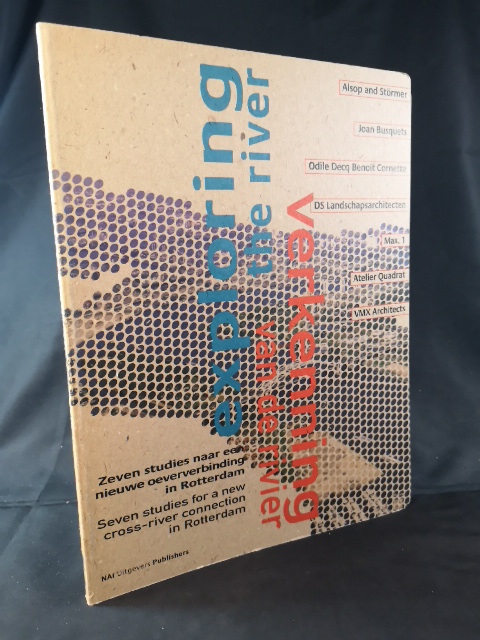 exploring
the river
verkenning
van de rivier
Alsop and Störmer
Joan Busquets
Odile Decq Benoit Cornette
DS Landschapsarchitecten
Max. 1
Atelier Quadrat
VMX Architects
Zeven studies naar een
nieuwe oeververbinding
in Rotterdam
Seven studies for a new
cross-river connection
in Rotterdam
NAi Uitgevers Publishers